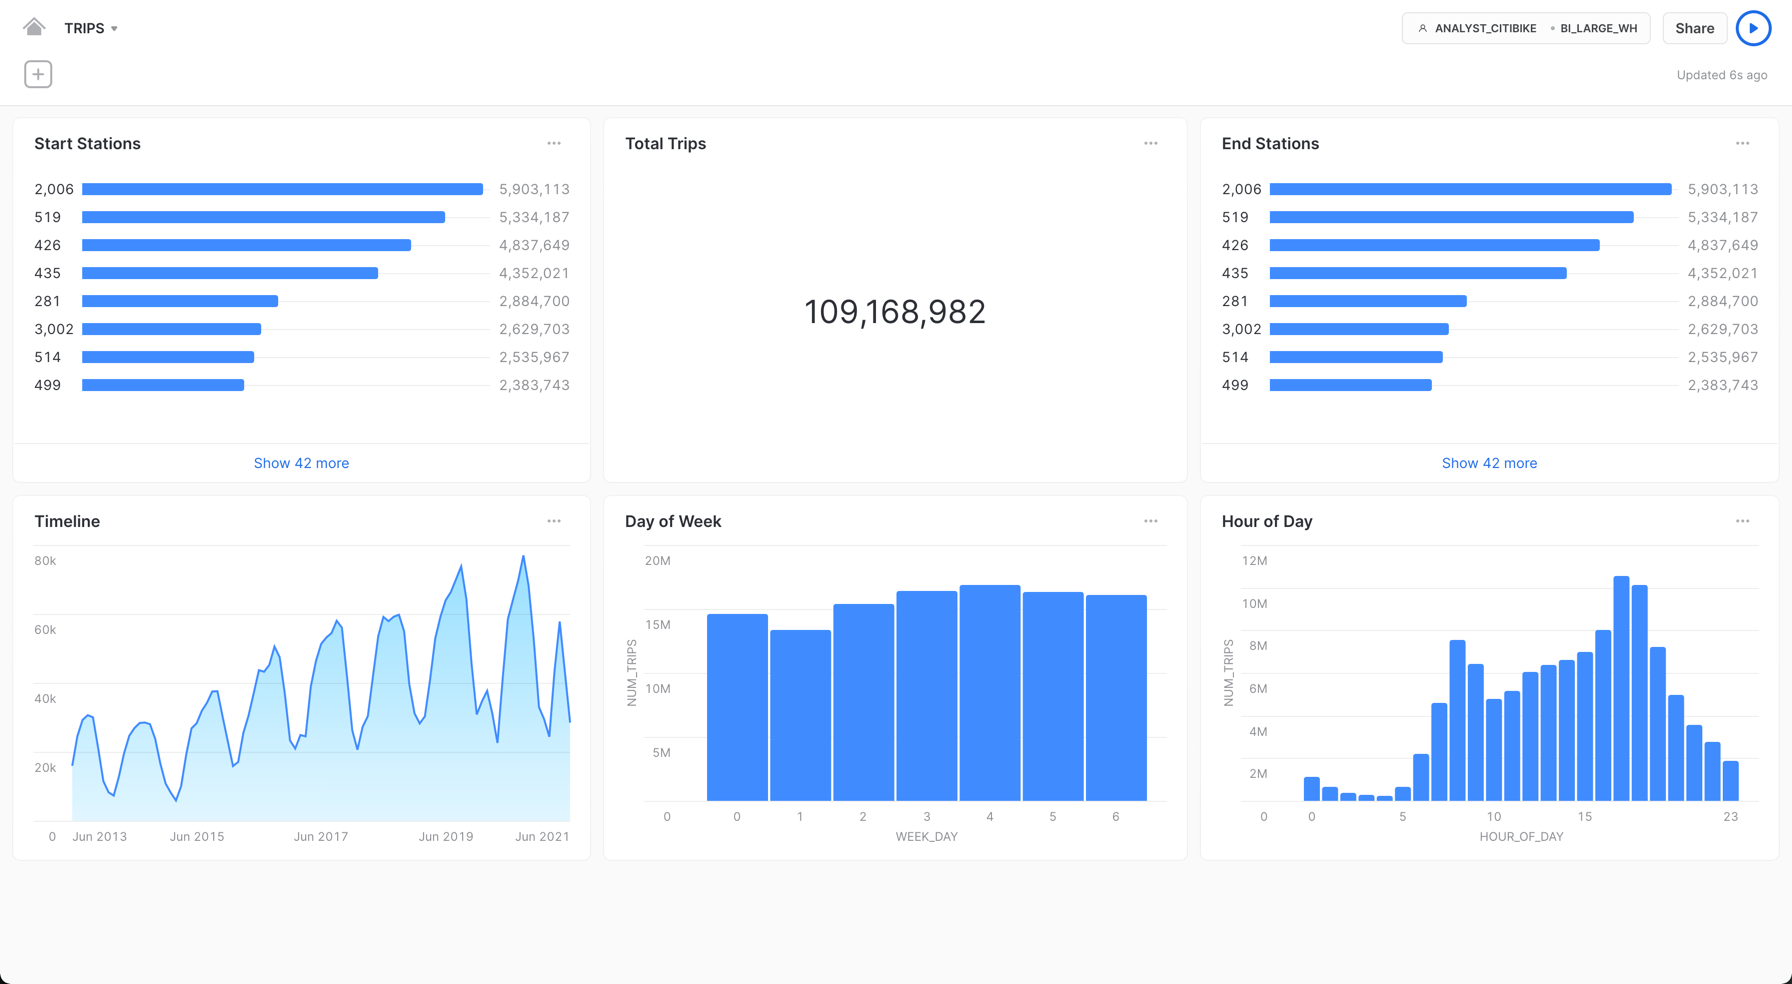 TRIPS
ANALYST_CITIBIKE • BI_LARGE_WH
Share
Updated 6s ago
Start Stations
2,006 5,903,113
519 5,334,187
426 4,837,649
435 4,352,021
281 2,884,700
3,002 2,629,703
514 2,535,967
499 2,383,743
Show 42 more
Total Trips
109,168,982
End Stations
2,006 5,903,113
519 5,334,187
426 4,837,649
435 4,352,021
281 2,884,700
3,002 2,629,703
514 2,535,967
499 2,383,743
Show 42 more
Timeline
80k
60k
40k
20k
0
Jun 2013 Jun 2015 Jun 2017 Jun 2019 Jun 2021
Day of Week
NUM_TRIPS
20M
15M
10M
5M
0
0 1 2 3 4 5 6
WEEK_DAY
Hour of Day
NUM_TRIPS
12M
10M
8M
6M
4M
2M
0
0 5 10 15 23
HOUR_OF_DAY